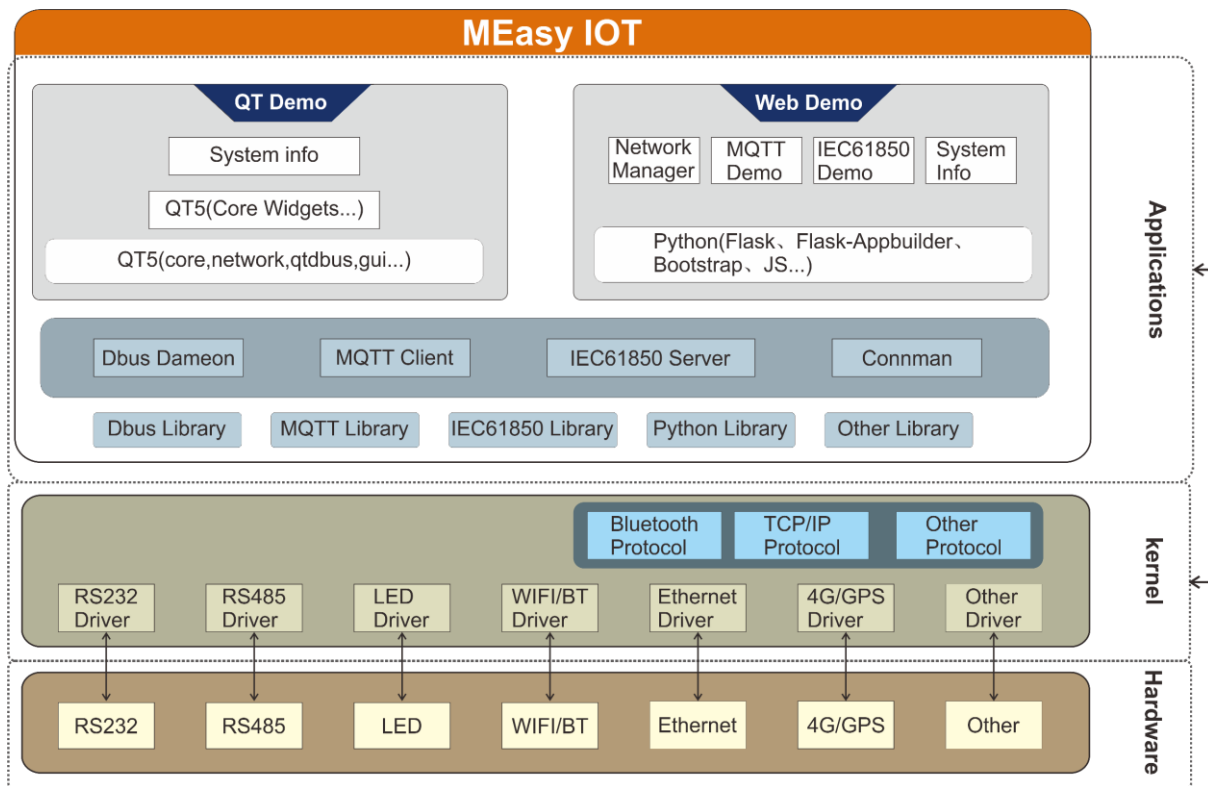 MEasy IOT
QT Demo
System info
QT5(Core Widgets...)
QT5(core,network,qtdbus,gui...)
Web Demo
Network
Manager
MQTT
Demo
IEC61850
Demo
System
Info
Python(Flask、Flask-Appbuilder、
Bootstrap、JS...)
Dbus Dameon
MQTT Client
IEC61850 Server
Connman
Dbus Library
MQTT Library
IEC61850 Library
Python Library
Other Library
Applications
Bluetooth
Protocol
TCP/IP
Protocol
Other
Protocol
RS232
Driver
RS485
Driver
LED
Driver
WIFI/BT
Driver
Ethernet
Driver
4G/GPS
Driver
Other
Driver
kernel
RS232
RS485
LED
WIFI/BT
Ethernet
4G/GPS
Other
Hardware